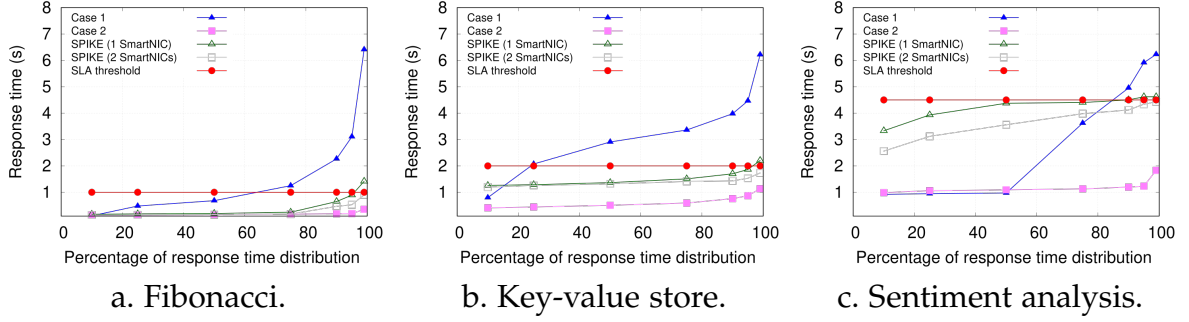 8
7
6
5
4
3
2
1
Response time (s)
Case 1
Case 2
SPIKE (1 SmartNIC)
SPIKE (2 SmartNICs)
SLA threshold
0 20 40 60 80 100
Percentage of response time distribution
a. Fibonacci.
8
7
6
5
4
3
2
1
Response time (s)
Case 1
Case 2
SPIKE (1 SmartNIC)
SPIKE (2 SmartNICs)
SLA threshold
0 20 40 60 80 100
Percentage of response time distribution
b. Key-value store.
8
7
6
5
4
3
2
1
Response time (s)
Case 1
Case 2
SPIKE (1 SmartNIC)
SPIKE (2 SmartNICs)
SLA threshold
0 20 40 60 80 100
Percentage of response time distribution
c. Sentiment analysis.